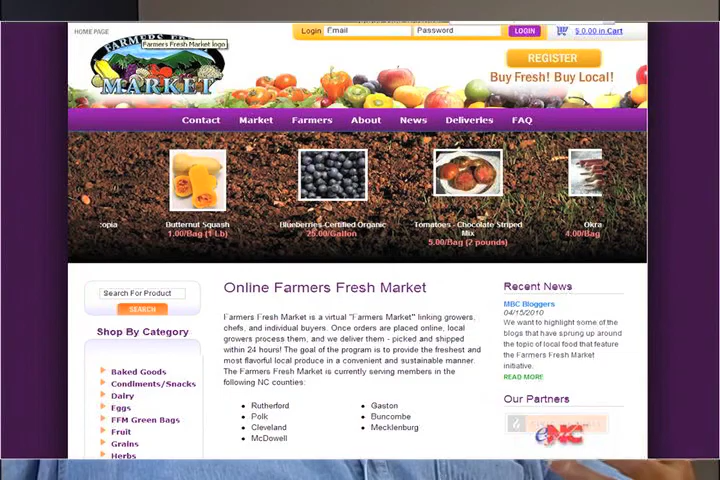 HOME PAGE
Login Email Password LOGIN $ 0.00 in Cart
FARMERS FRESH
MARKET
Farmers Fresh Market logo
REGISTER
Buy Fresh! Buy Local!
Contact Market Farmers About News Deliveries FAQ
Butternut Squash
1.00/Bag (1 Lb)
Blueberries-Certified Organic
25.00/Gallon
Tomatoes - Chocolate Striped
Mix
5.00/Bag (2 pounds)
Okra
4.00/Bag
Search For Product
SEARCH
Shop By Category
Baked Goods
Condiments/Snacks
Dairy
Eggs
FFM Green Bags
Fruit
Grains
Herbs
Online Farmers Fresh Market
Farmers Fresh Market is a virtual "Farmers Market" linking growers,
chefs, and individual buyers. Once orders are placed online, local
growers process them, and we deliver them - picked and shipped
within 24 hours! The goal of the program is to provide the freshest and
most flavorful local produce in a convenient and sustainable manner.
The Farmers Fresh Market is currently serving members in the
following NC counties:
Rutherford
Polk
Cleveland
McDowell
Gaston
Buncombe
Mecklenburg
Recent News
MBC Bloggers
04/15/2010
We want to highlight some of the
blogs that have sprung up around
the topic of local food that feature
the Farmers Fresh Market
initiative.
READ MORE
Our Partners
eNC